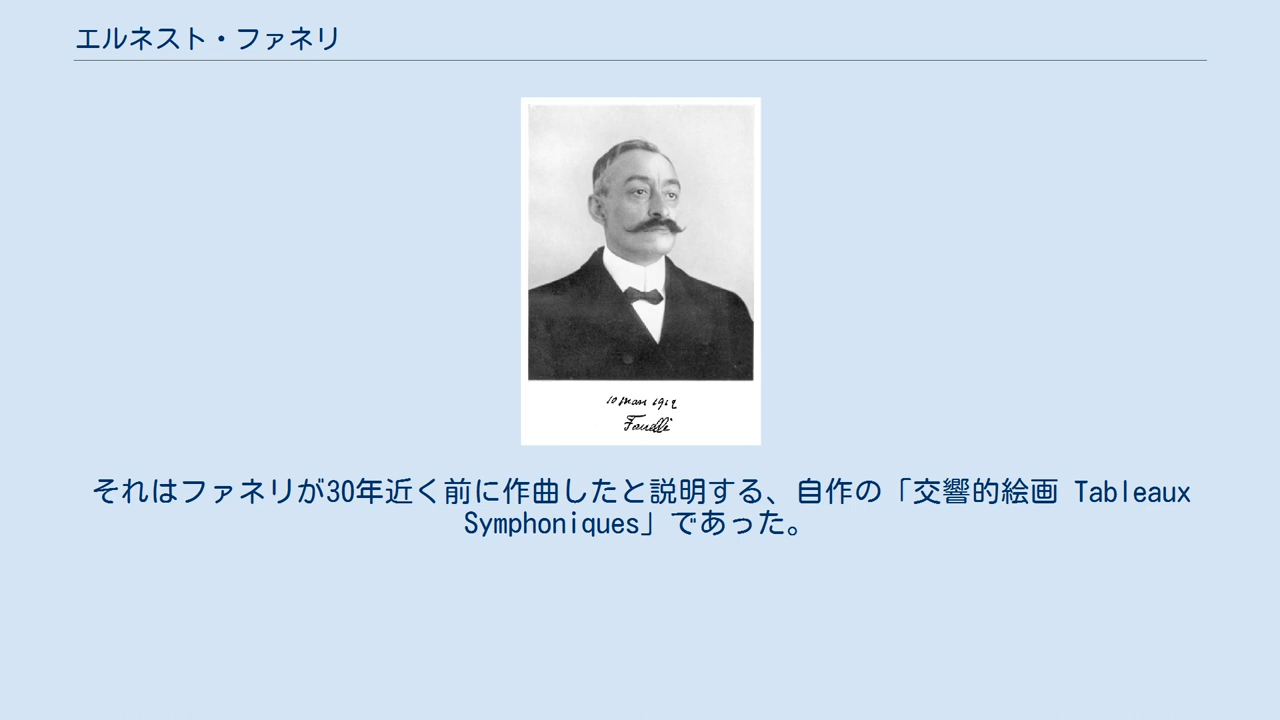 エルネスト・ファネリ
10 mars 1912
Fanelli
それはファネリが30年近く前に作曲したと説明する、自作の「交響的絵画 Tableaux
Symphoniques」であった。